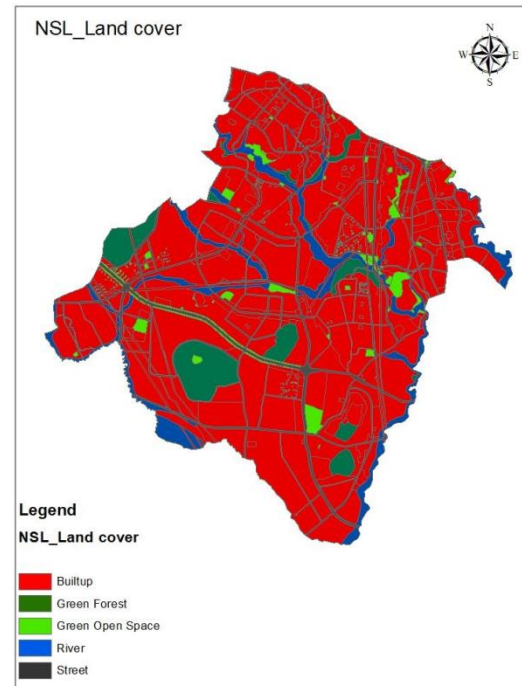 NSL_Land cover
N
W E
S
Legend
NSL_Land cover
Builtup
Green Forest
Green Open Space
River
Street